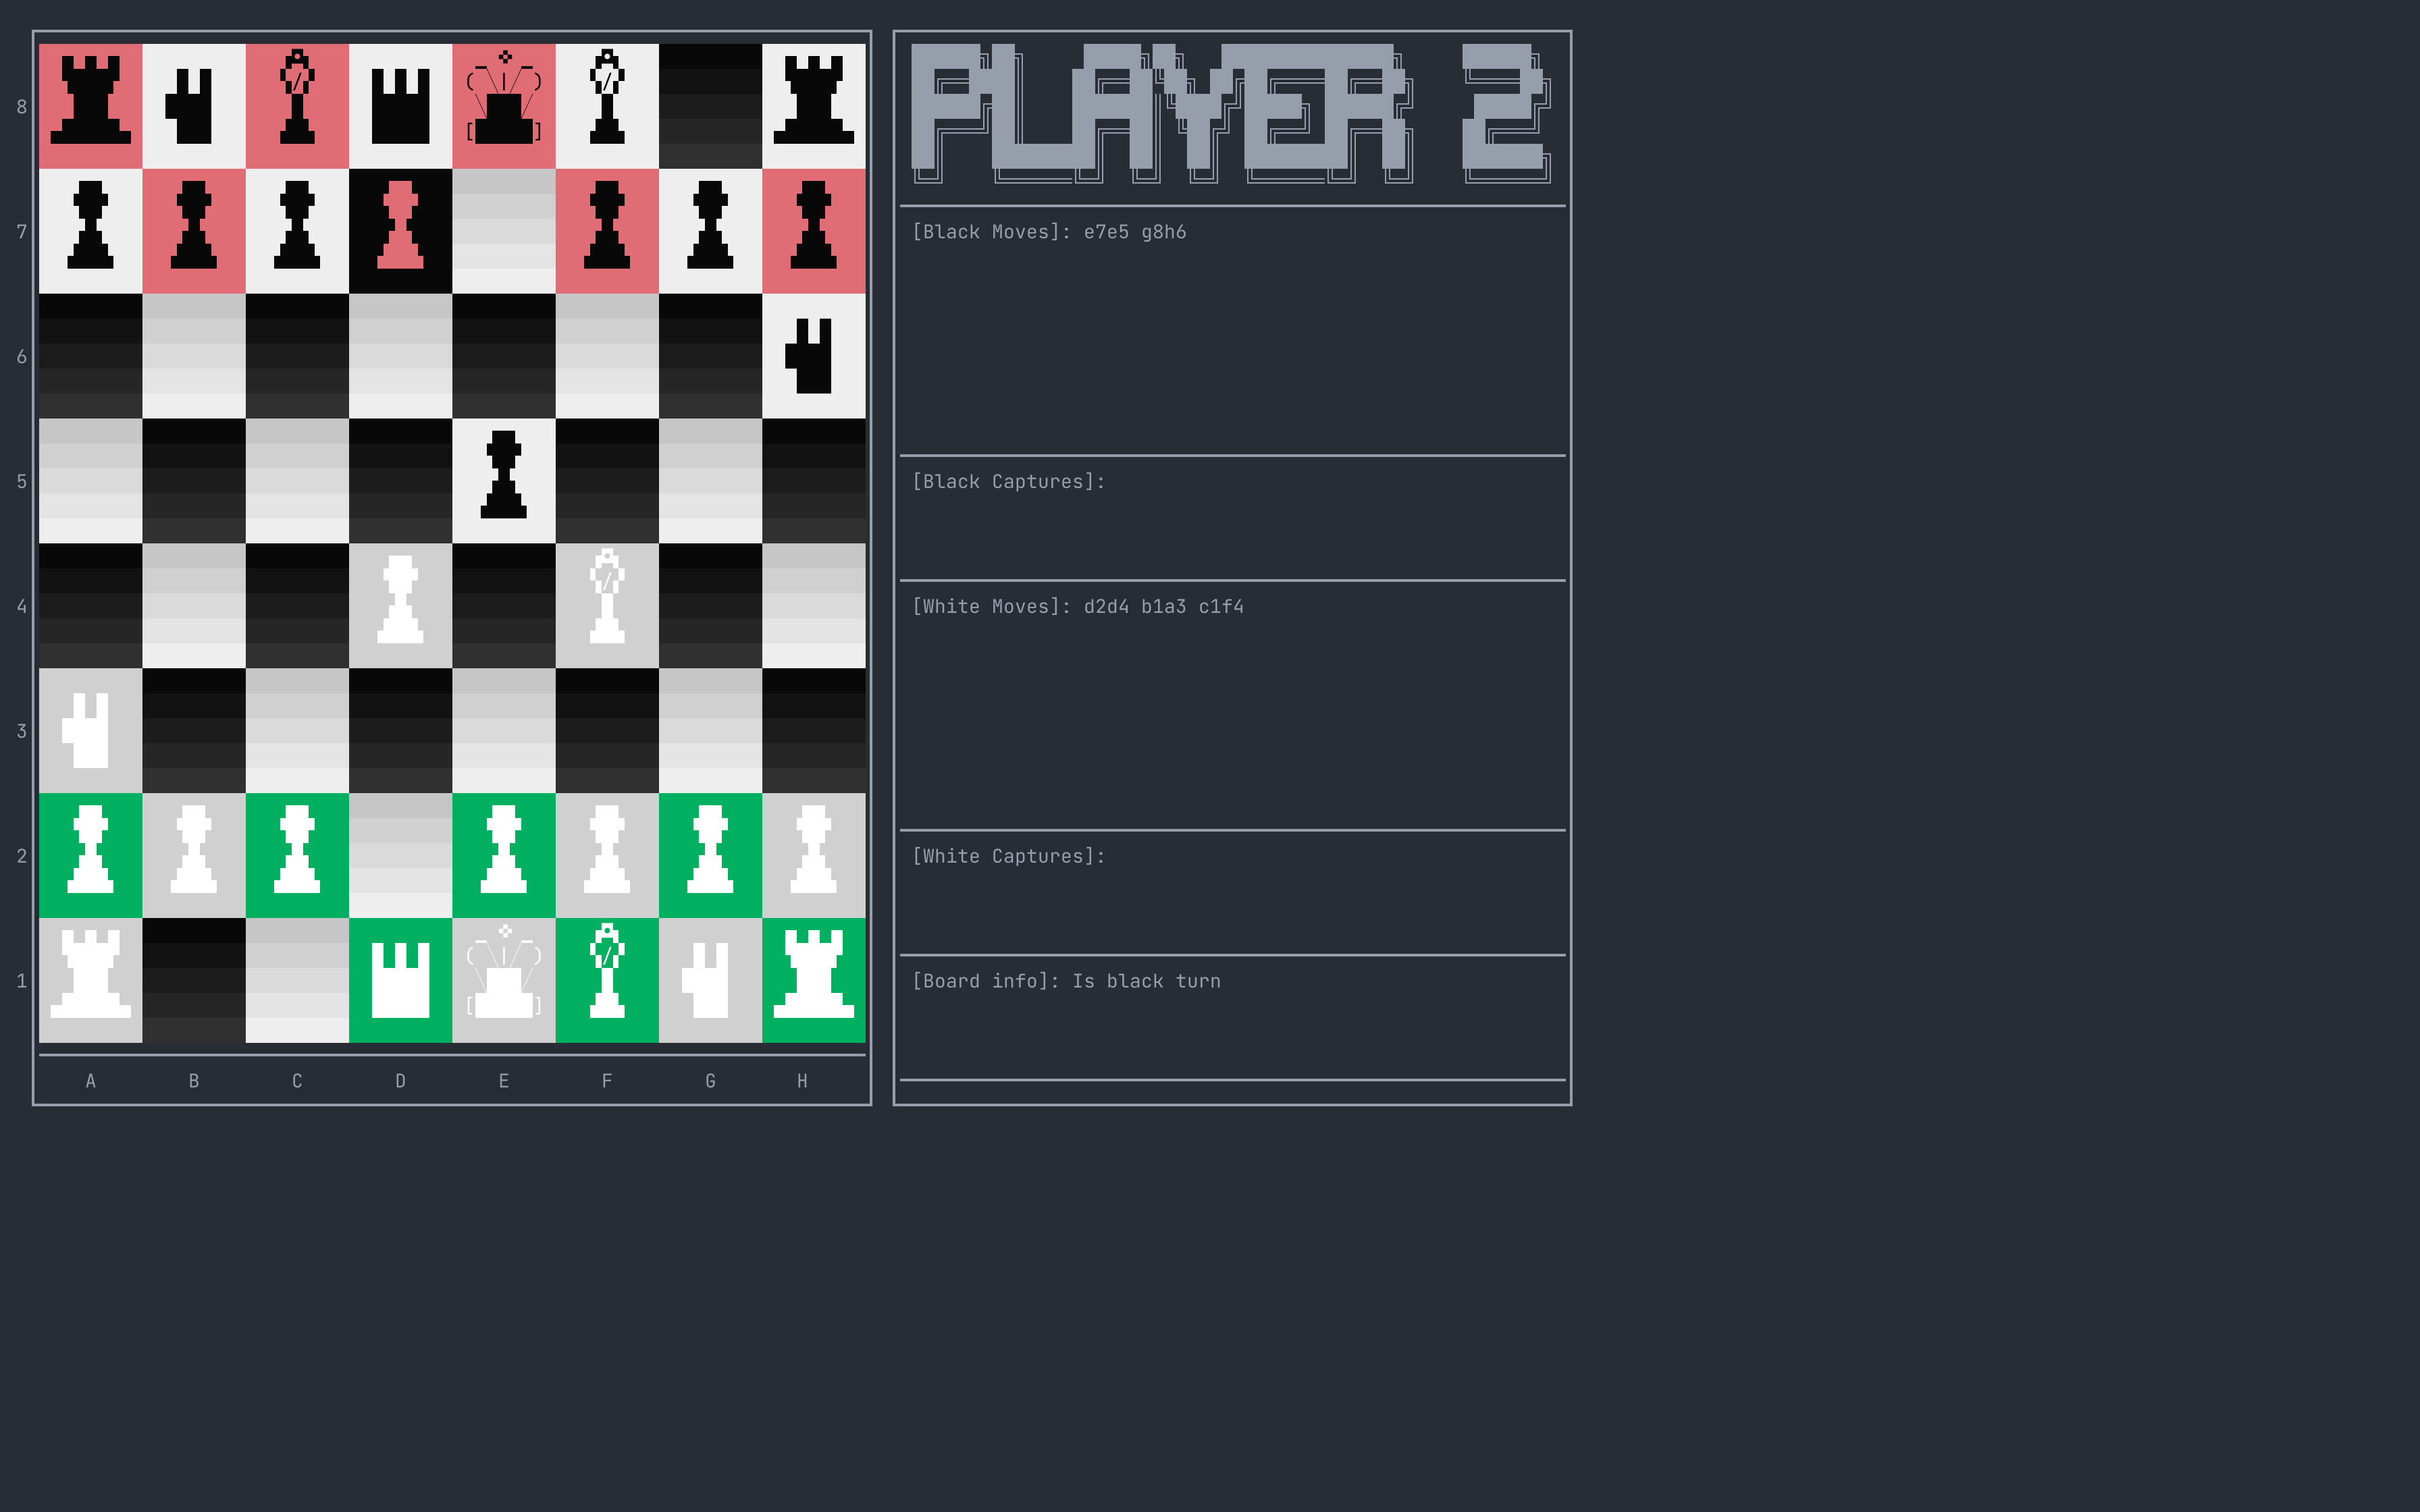 PLAYER 2
8
7
6
5
4
3
2
1
A B C D E F G H
[Black Moves]: e7e5 g8h6
[Black Captures]:
[White Moves]: d2d4 b1a3 c1f4
[White Captures]:
[Board info]: Is black turn